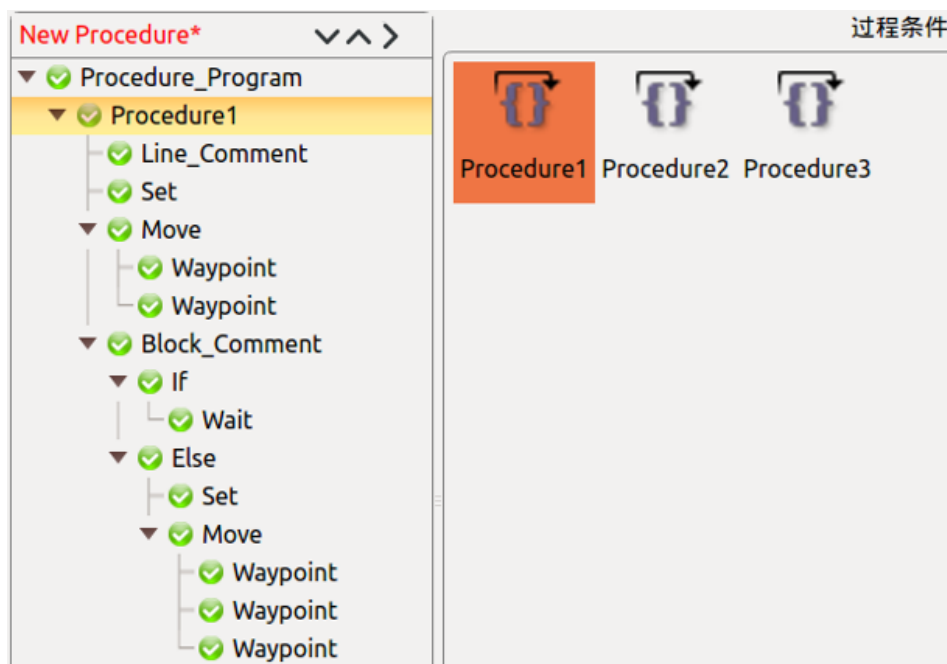 New Procedure*
Procedure_Program
Procedure1
Line_Comment
Set
Move
Waypoint
Waypoint
Block_Comment
If
Wait
Else
Set
Move
Waypoint
Waypoint
Waypoint
过程条件
Procedure1 Procedure2 Procedure3